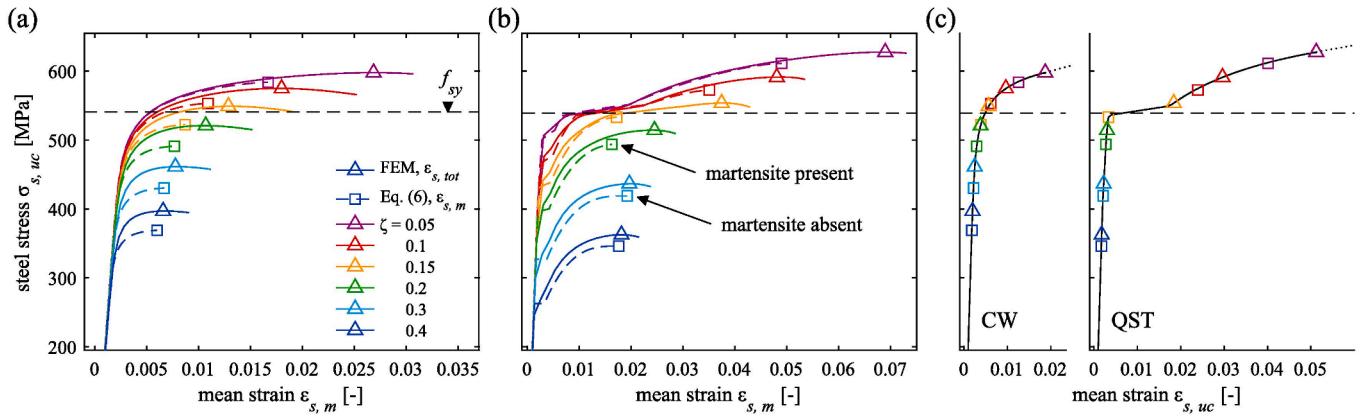 (a)
(b)
(c)
steel stress σs, uc [MPa]
600
500
400
300
200
fsy
FEM, εs, tot
Eq. (6), εs, m
ζ = 0.05
0.1
0.15
0.2
0.3
0.4
0 0.005 0.01 0.015 0.02 0.025 0.03 0.035
mean strain εs, m [-]
martensite present
martensite absent
0 0.01 0.02 0.03 0.04 0.05 0.06 0.07
mean strain εs, m [-]
CW
QST
0 0.01 0.02
0 0.01 0.02 0.03 0.04 0.05
mean strain εs, uc [-]